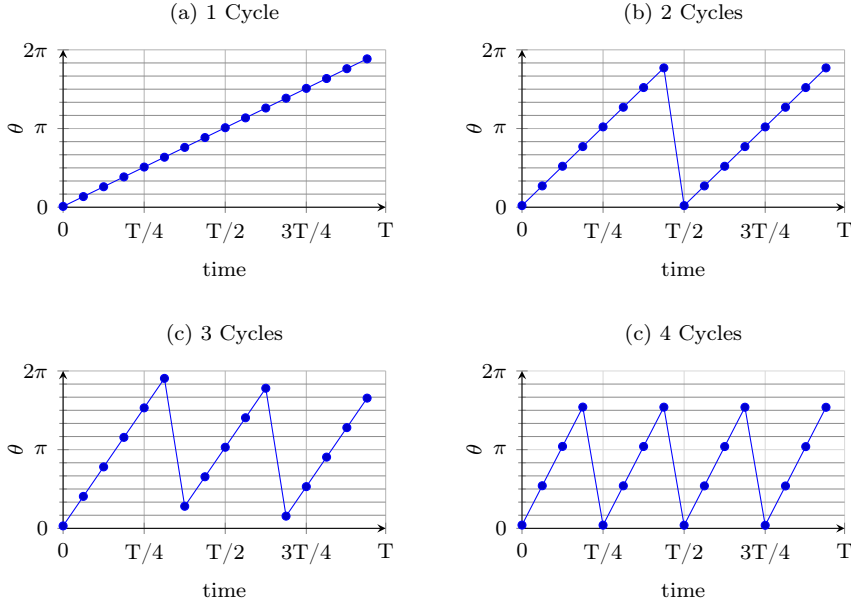 (a) 1 Cycle
2π
π
0
θ
0 T/4 T/2 3T/4 T
time
(b) 2 Cycles
2π
π
0
θ
0 T/4 T/2 3T/4 T
time
(c) 3 Cycles
2π
π
0
θ
0 T/4 T/2 3T/4 T
time
(c) 4 Cycles
2π
π
0
θ
0 T/4 T/2 3T/4 T
time